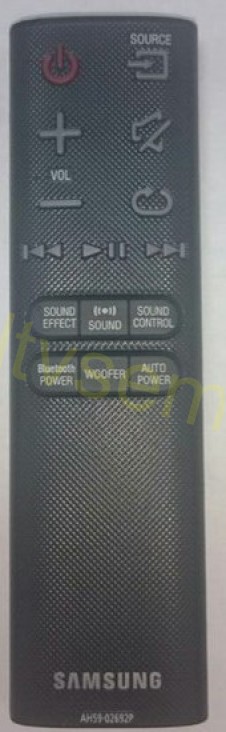 SOURCE
VOL
SOUND EFFECT
((•)) SOUND
SOUND CONTROL
Bluetooth POWER
WOOFER
AUTO POWER
SAMSUNG
AH59-02692P